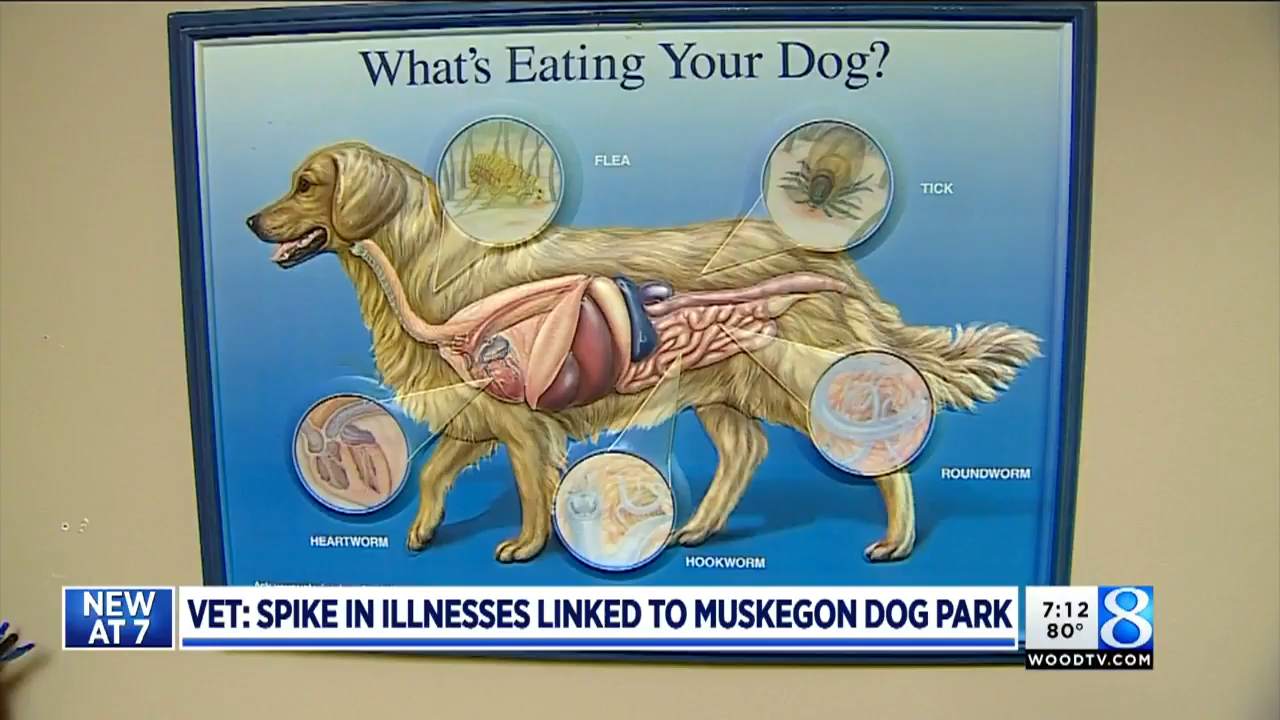 What's Eating Your Dog?
FLEA
TICK
ROUNDWORM
HEARTWORM
HOOKWORM
NEW
AT 7
VET: SPIKE IN ILLNESSES LINKED TO MUSKEGON DOG PARK
7:12
80°
8
WOODTV.COM